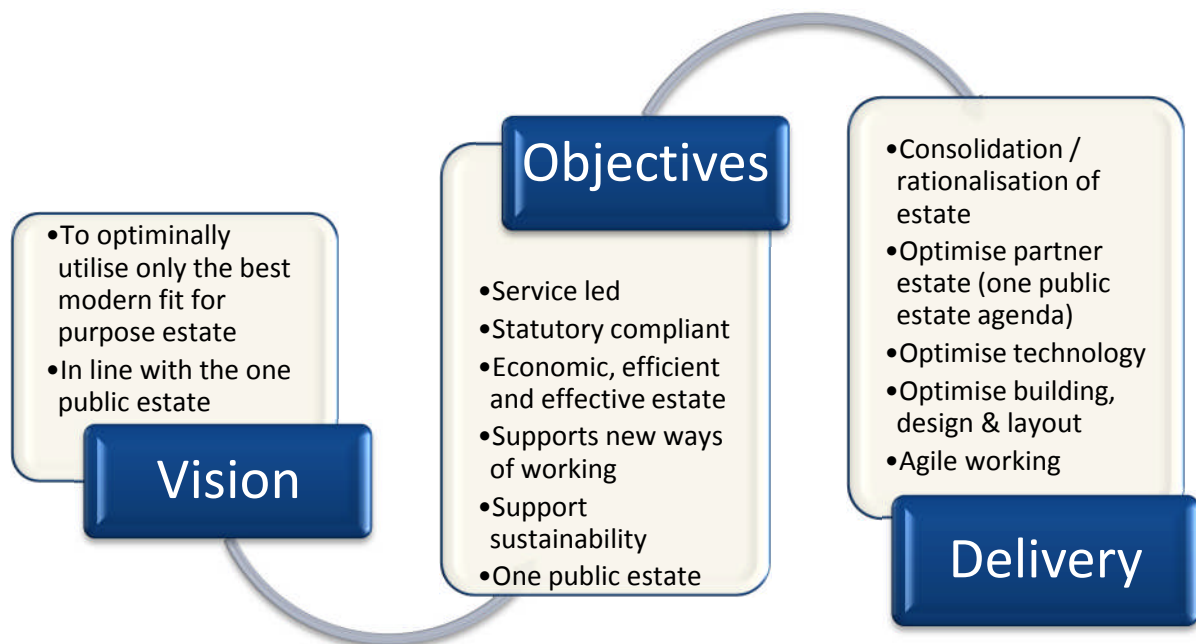 •To optiminally
utilise only the best
modern fit for
purpose estate
•In line with the one
public estate
Vision
Objectives
•Service led
•Statutory compliant
•Economic, efficient
and effective estate
•Supports new ways
of working
•Support
sustainability
•One public estate
•Consolidation /
rationalisation of
estate
•Optimise partner
estate (one public
estate agenda)
•Optimise technology
•Optimise building,
design & layout
•Agile working
Delivery